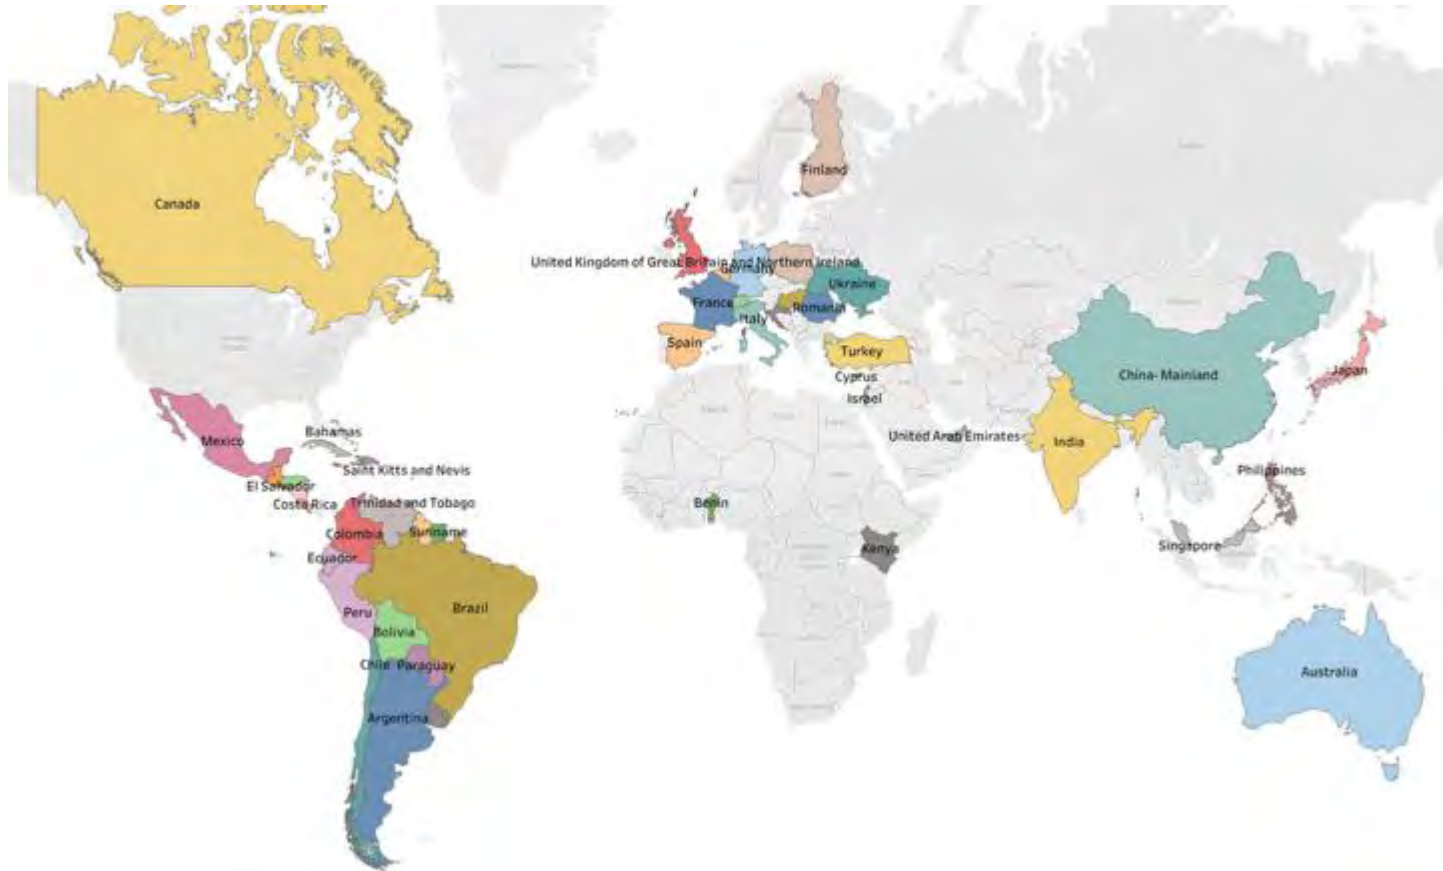 Finland
Canada
United Kingdom of Great Britain and Northern Ireland
Germany
Ukraine
France
Romania
Italy
Spain
Turkey
Japan
China- Mainland
Cyprus
Israel
Bahamas
United Arab Emirates
India
Mexico
Saint Kitts and Nevis
Philippines
El Salvador
Costa Rica
Trinidad and Tobago
Benin
Colombia
Suriname
Singapore
Kenya
Ecuador
Brazil
Peru
Bolivia
Chile
Paraguay
Australia
Argentina